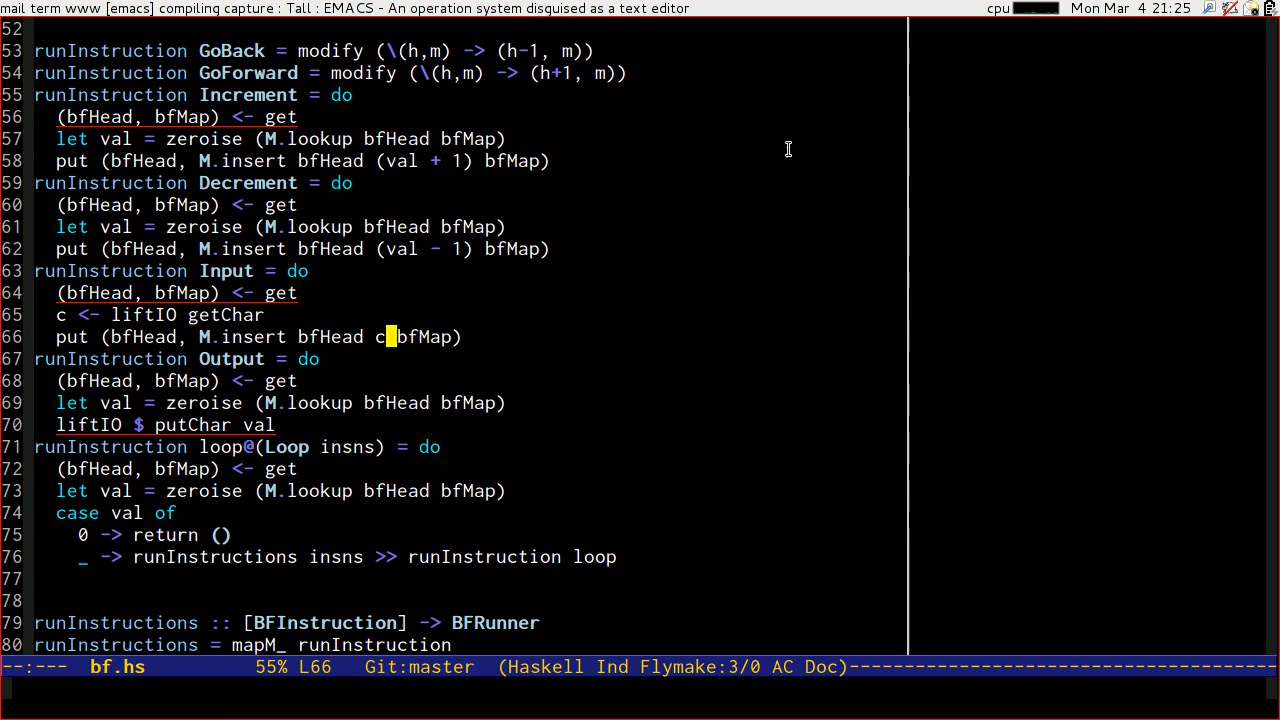 mail term www [emacs] compiling capture : Tall : EMACS - An operation system disguised as a text editor cpu Mon Mar 4 21:25
52
53 runInstruction GoBack = modify (\(h,m) -> (h-1, m))
54 runInstruction GoForward = modify (\(h,m) -> (h+1, m))
55 runInstruction Increment = do
56   (bfHead, bfMap) <- get
57   let val = zeroise (M.lookup bfHead bfMap)
58   put (bfHead, M.insert bfHead (val + 1) bfMap)
59 runInstruction Decrement = do
60   (bfHead, bfMap) <- get
61   let val = zeroise (M.lookup bfHead bfMap)
62   put (bfHead, M.insert bfHead (val - 1) bfMap)
63 runInstruction Input = do
64   (bfHead, bfMap) <- get
65   c <- liftIO getChar
66   put (bfHead, M.insert bfHead c bfMap)
67 runInstruction Output = do
68   (bfHead, bfMap) <- get
69   let val = zeroise (M.lookup bfHead bfMap)
70   liftIO $ putChar val
71 runInstruction loop@(Loop insns) = do
72   (bfHead, bfMap) <- get
73   let val = zeroise (M.lookup bfHead bfMap)
74   case val of
75     0 -> return ()
76     _ -> runInstructions insns >> runInstruction loop
77
78
79 runInstructions :: [BFInstruction] -> BFRunner
80 runInstructions = mapM_ runInstruction
--:--- bf.hs 55% L66 Git:master (Haskell Ind Flymake:3/0 AC Doc)---------------------------------------